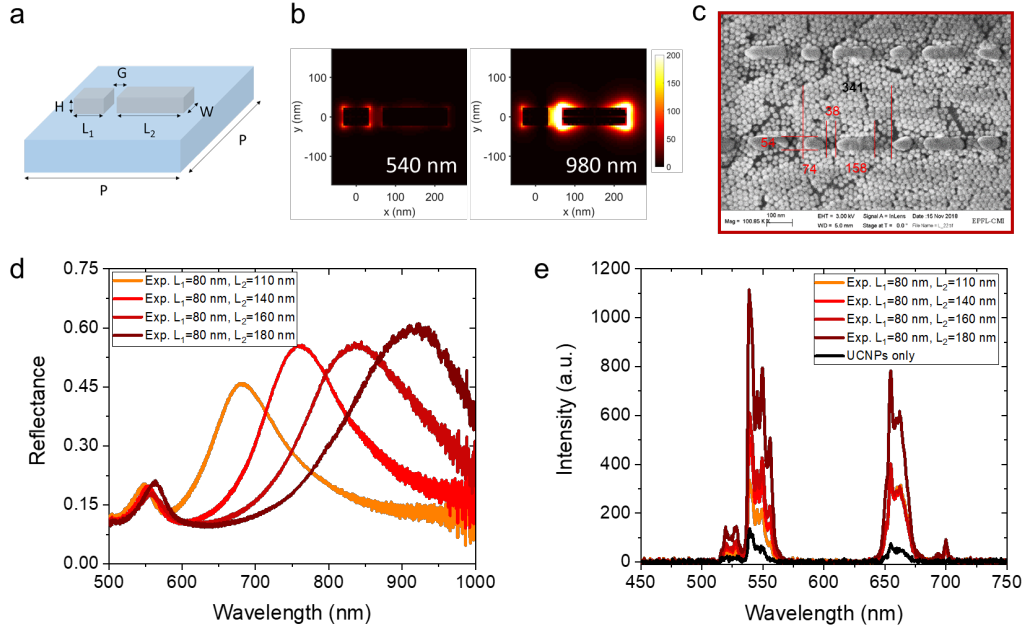 a
G
H
L1
L2
W
P
P
b
y (nm)
100
0
-100
540 nm
0
100
200
x (nm)
y (nm)
100
0
-100
980 nm
0
100
200
x (nm)
200
150
100
50
0
c
341
38
74
158
100 nm
Mag = 100.65 K X
EHT = 3.00 kV
WD = 5.0 mm
Signal A = InLens
Stage at T = 0.0 °
Date :15 Nov 2018
EPFL-CMI
d
Exp. L1=80 nm, L2=110 nm
Exp. L1=80 nm, L2=140 nm
Exp. L1=80 nm, L2=160 nm
Exp. L1=80 nm, L2=180 nm
Reflectance
0.75
0.60
0.45
0.30
0.15
0.00
500
600
700
800
900
1000
Wavelength (nm)
e
Exp. L1=80 nm, L2=110 nm
Exp. L1=80 nm, L2=140 nm
Exp. L1=80 nm, L2=160 nm
Exp. L1=80 nm, L2=180 nm
UCNPs only
Intensity (a.u.)
1200
1000
800
600
400
200
0
450
500
550
600
650
700
750
Wavelength (nm)